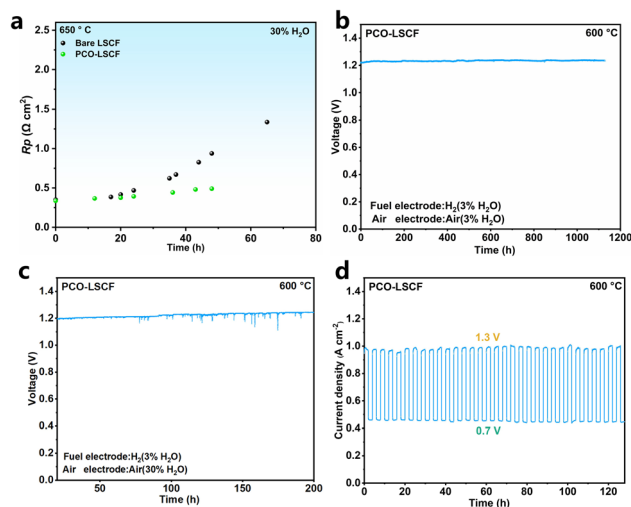 a
650 ° C
30% H₂O
Bare LSCF
PCO-LSCF
2.5
2.0
1.5
1.0
0.5
0.0
Rp (Ω cm²)
0 20 40 60 80
Time (h)
b
PCO-LSCF
600 °C
1.4
1.2
1.0
0.8
0.6
0.4
0.2
0.0
Voltage (V)
Fuel electrode:H₂(3% H₂O)
Air electrode:Air(3% H₂O)
0 200 400 600 800 1000 1200
Time (h)
c
PCO-LSCF
600 °C
1.4
1.2
1.0
0.8
0.6
0.4
0.2
0.0
Voltage (V)
Fuel electrode:H₂(3% H₂O)
Air electrode:Air(30% H₂O)
50 100 150 200
Time (h)
d
PCO-LSCF
600 °C
1.4
1.2
1.0
0.8
0.6
0.4
0.2
0.0
Current density (A cm⁻²)
1.3 V
0.7 V
0 20 40 60 80 100 120
Time (h)